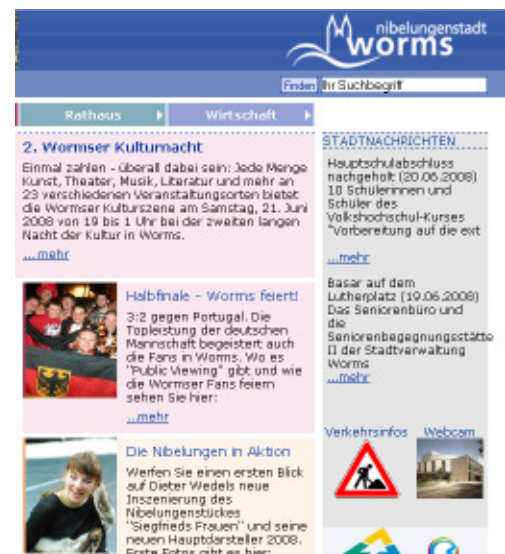 nibelungenstadt
worms
Finden
Ihr Suchbegriff
Rathaus
Wirtschaft
2. Wormser Kulturnacht
Einmal zahlen - überall dabei sein: Jede Menge
Kunst, Theater, Musik, Literatur und mehr an
23 verschiedenen Veranstaltungsorten bietet
die Wormser Kulturszene am Samstag, 21. Juni
2008 von 19 bis 1 Uhr bei der zweiten langen
Nacht der Kultur in Worms.
...mehr
Halbfinale - Worms feiert!
3:2 gegen Portugal. Die
Topleistung der deutschen
Mannschaft begeistert auch
die Fans in Worms. Wo es
"Public Viewing" gibt und wie
die Wormser Fans feiern
sehen Sie hier:
...mehr
Die Nibelungen in Aktion
Werfen Sie einen ersten Blick
auf Dieter Wedels neue
Inszenierung des
Nibelungenstückes
"Siegfrieds Frauen" und seine
neuen Hauptdarsteller 2008.
Erste Fotos gibt es hier:
STADTNACHRICHTEN
Hauptschulabschluss
nachgeholt (20.06.2008)
10 Schülerinnen und
Schüler des
Volkshochschul-Kurses
"Vorbereitung auf die ext
...mehr
Basar auf dem
Lutherplatz (19.06.2008)
Das Seniorenbüro und
die
Seniorenbegegnungsstätte
II der Stadtverwaltung
Worms
...mehr
Verkehrsinfos
Webcam